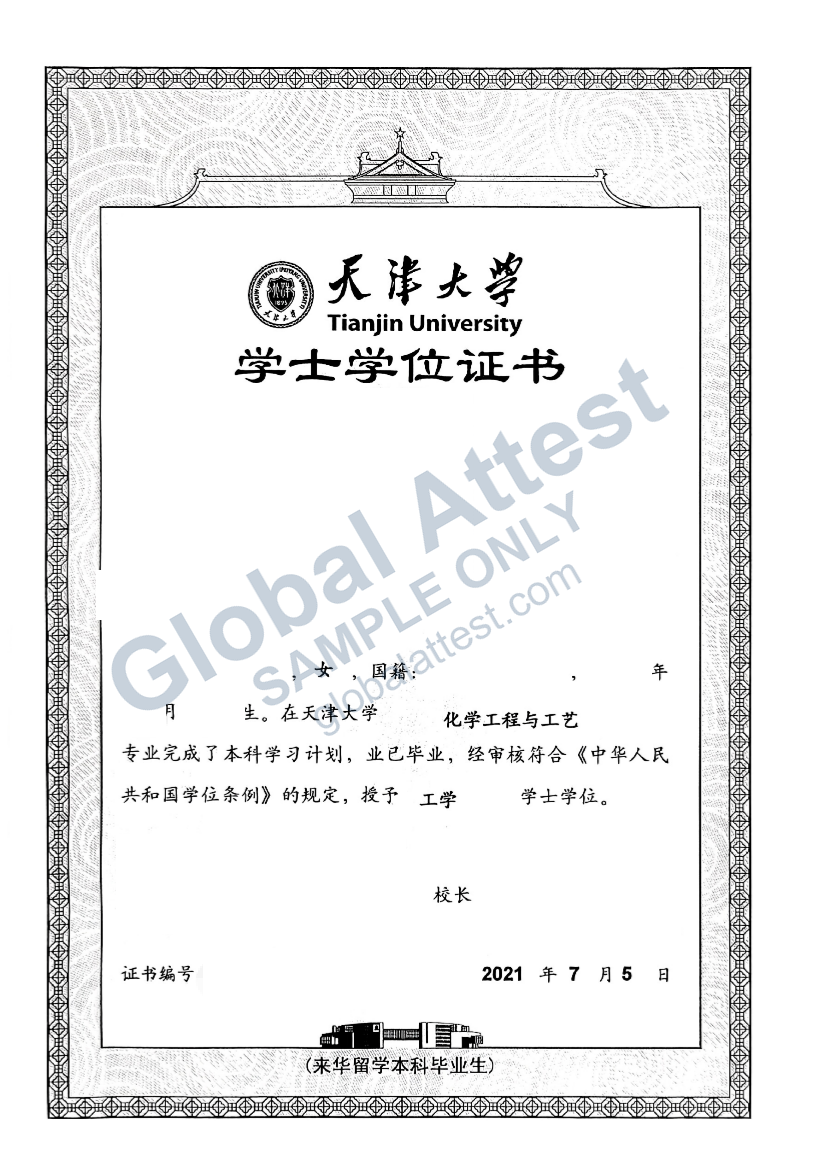 天津大学
Tianjin University
学士学位证书
Global Attest
SAMPLE ONLY
globalattest.com
，女 ，国籍： ， 年
月 生。在天津大学 化学工程与工艺
专业完成了本科学习计划，业已毕业，经审核符合《中华人民
共和国学位条例》的规定，授予 工学 学士学位。
校长
证书编号 2021 年 7 月 5 日
(来华留学本科毕业生)